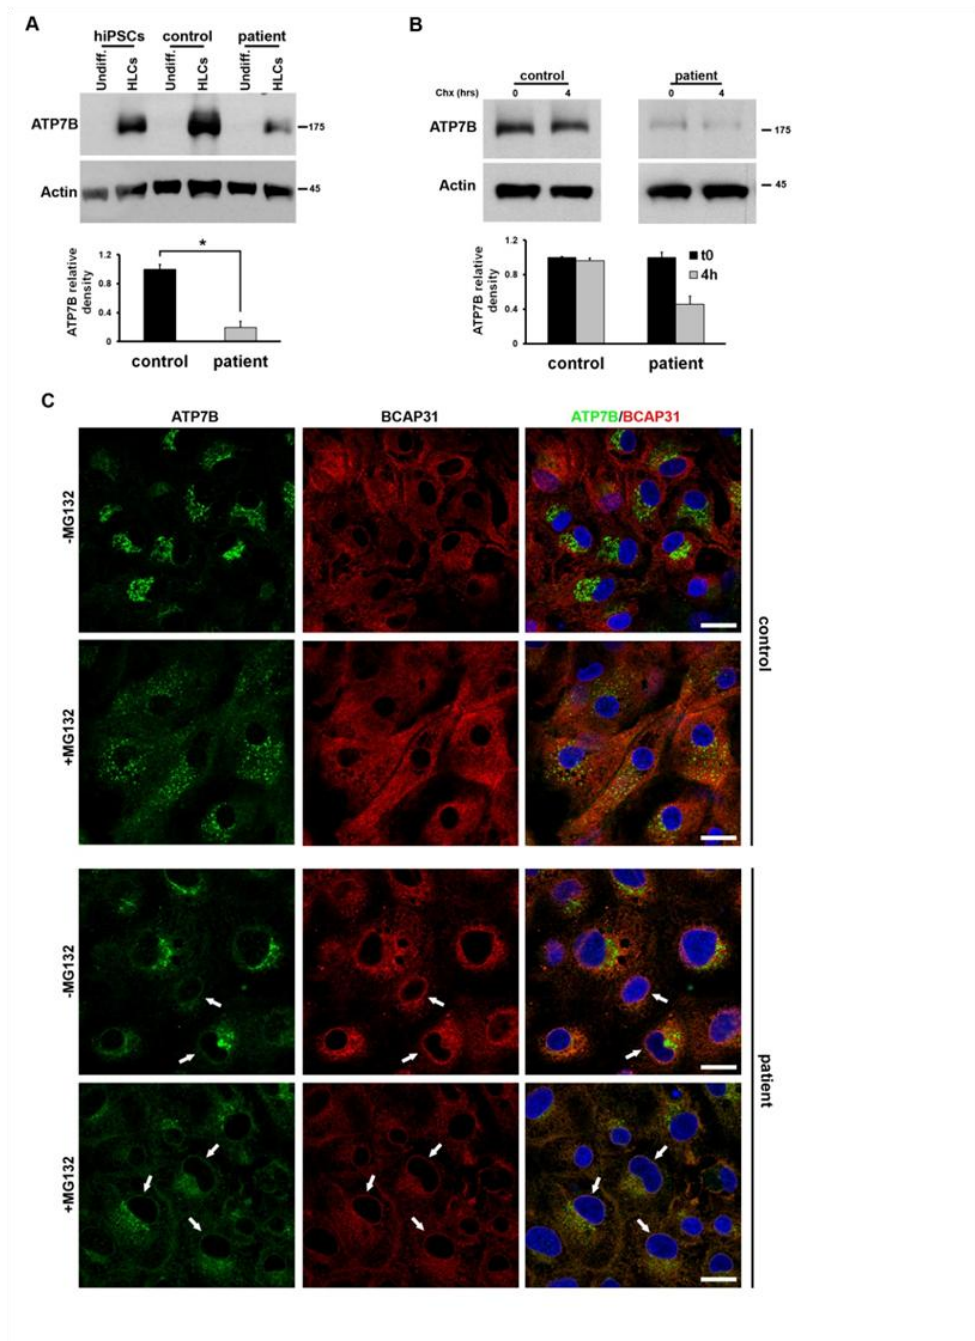 A
hiPSCs control patient
Undiff. HLCs Undiff. HLCs Undiff. HLCs
ATP7B
175
Actin
45
*
ATP7B relative
density
1.2
0.8
0.4
0
control patient
B
control patient
Chx (hrs) 0 4 0 4
ATP7B
175
Actin
45
ATP7B relative
density
1.2
0.8
0.4
0
t0
4h
control patient
C
ATP7B BCAP31 ATP7B/BCAP31
-MG132
+MG132
control
-MG132
+MG132
patient